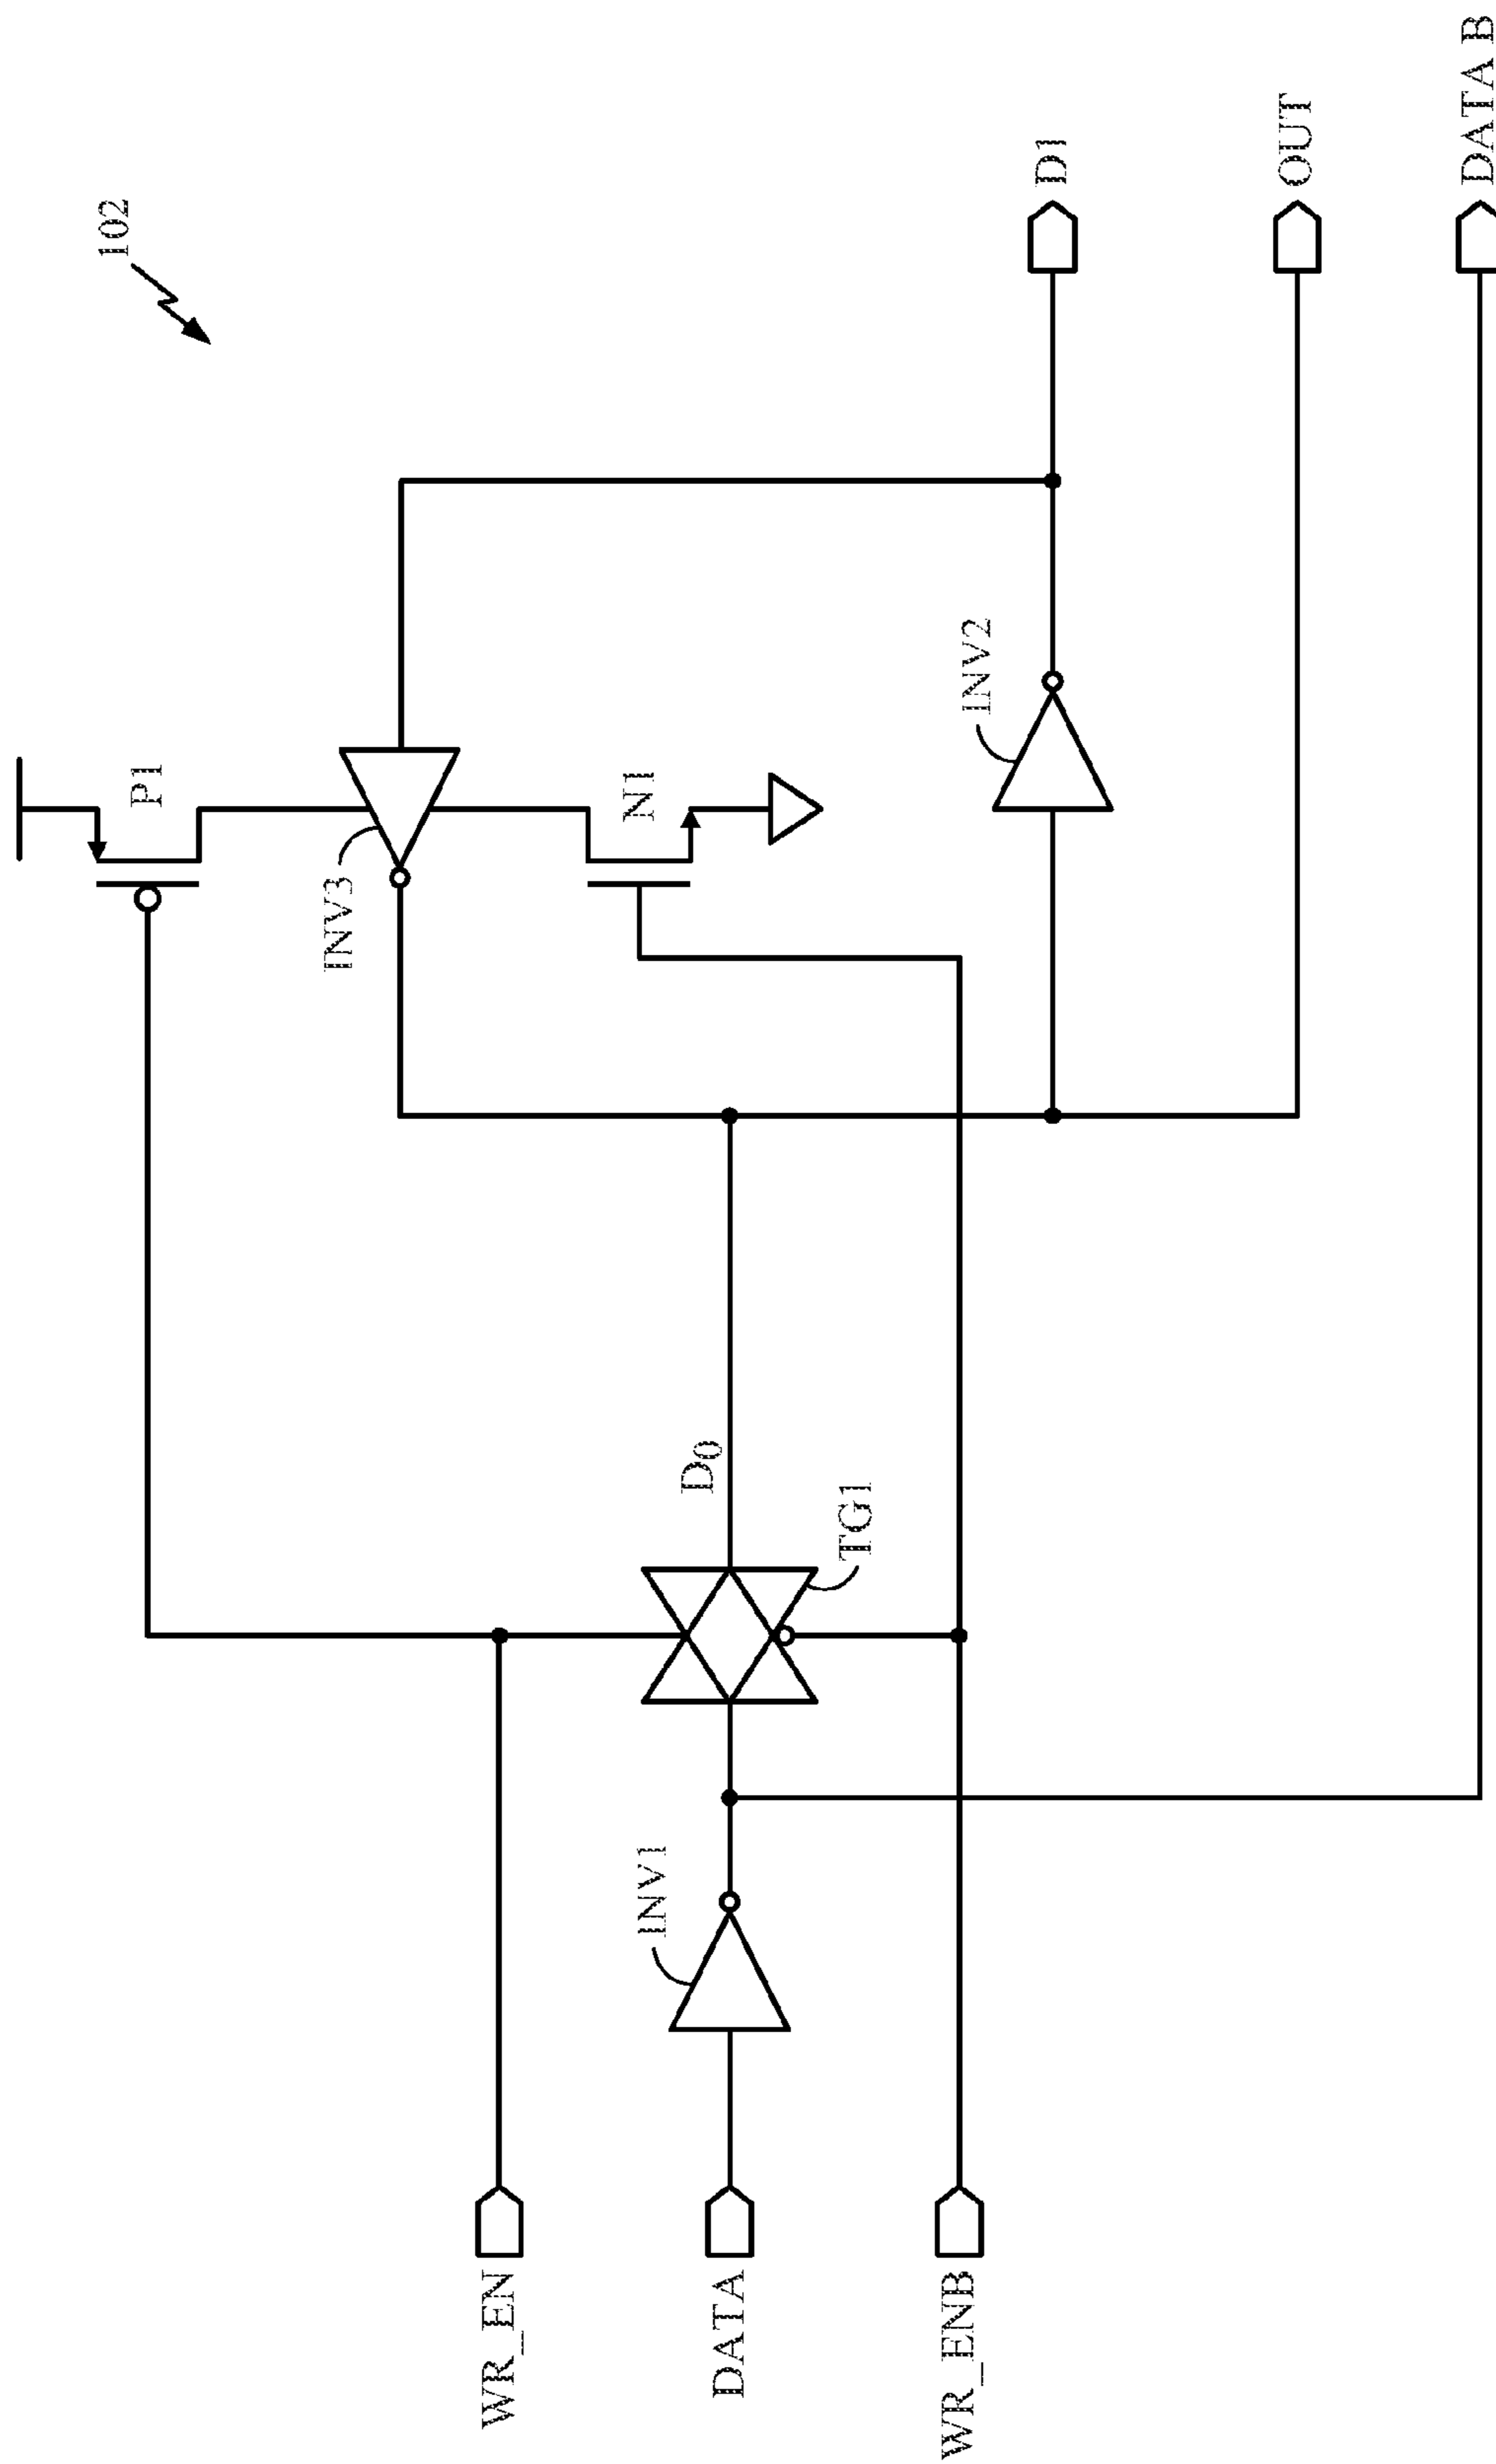 102
P1
INV3
N1
INV2
D1
OUT
DATA B
D0
TG1
INV1
WR_EN
DATA
WR_ENB